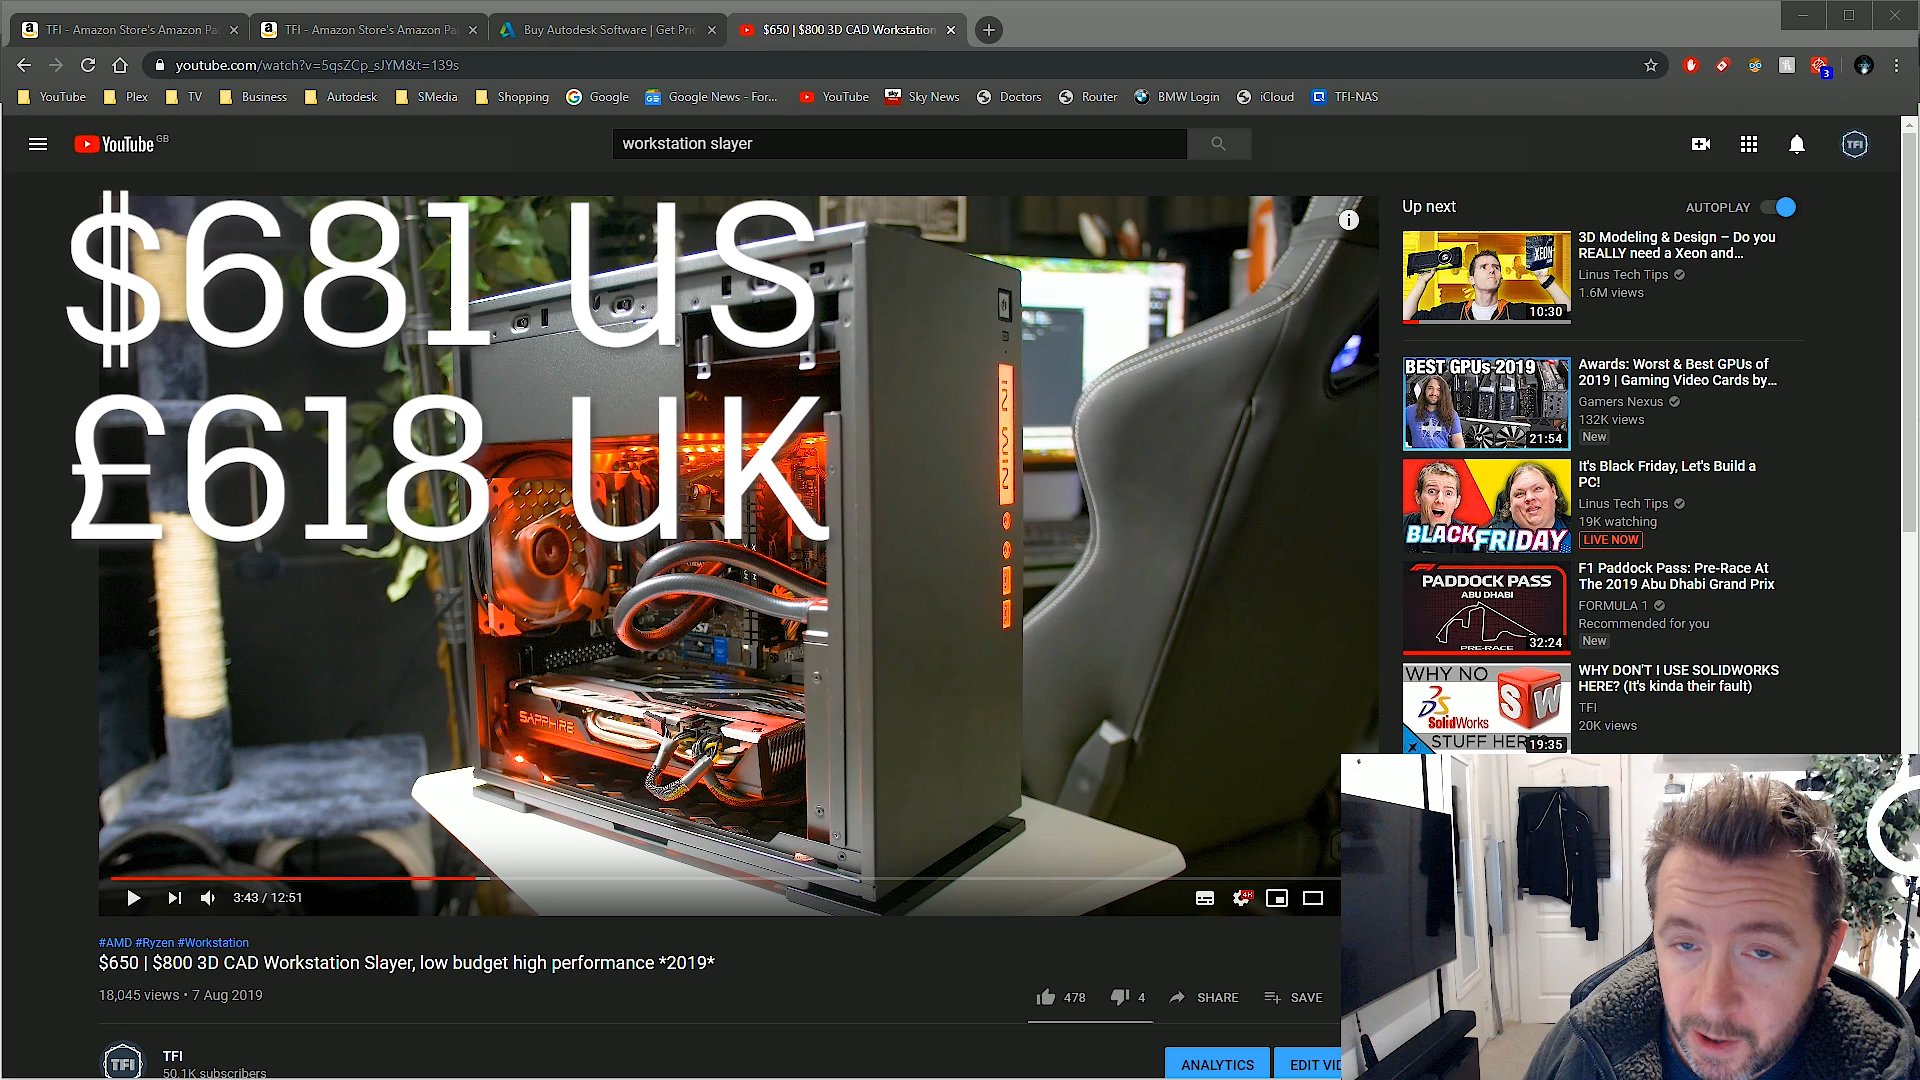 TFI - Amazon Store's Amazon Pa
TFI - Amazon Store's Amazon Pa
Buy Autodesk Software | Get Pric
$650 | $800 3D CAD Workstation
youtube.com/watch?v=5qsZCp_sJYM&t=139s
3
YouTube
Plex
TV
Business
Autodesk
SMedia
Shopping
Google
Google News - For...
YouTube
Sky News
Doctors
Router
BMW Login
iCloud
TFI-NAS
YouTube GB
workstation slayer
TFI
$681 US
£618 UK
IN WIN
SAPPHIRE
3:43 / 12:51
4K
#AMD #Ryzen #Workstation
$650 | $800 3D CAD Workstation Slayer, low budget high performance *2019*
18,045 views • 7 Aug 2019
478
4
SHARE
SAVE
TFI
TFI
50.1K subscribers
ANALYTICS
EDIT VID
Up next
AUTOPLAY
XEON
10:30
3D Modeling & Design – Do you
REALLY need a Xeon and...
Linus Tech Tips
1.6M views
BEST GPUs 2019
21:54
Awards: Worst & Best GPUs of
2019 | Gaming Video Cards by...
Gamers Nexus
132K views
New
BLACK FRIDAY
It's Black Friday, Let's Build a
PC!
Linus Tech Tips
19K watching
LIVE NOW
PADDOCK PASS
ABU DHABI
PRE-RACE
32:24
F1 Paddock Pass: Pre-Race At
The 2019 Abu Dhabi Grand Prix
FORMULA 1
Recommended for you
New
WHY NO
SolidWorks
SW
STUFF HERE
19:35
WHY DON'T I USE SOLIDWORKS
HERE? (It's kinda their fault)
TFI
20K views